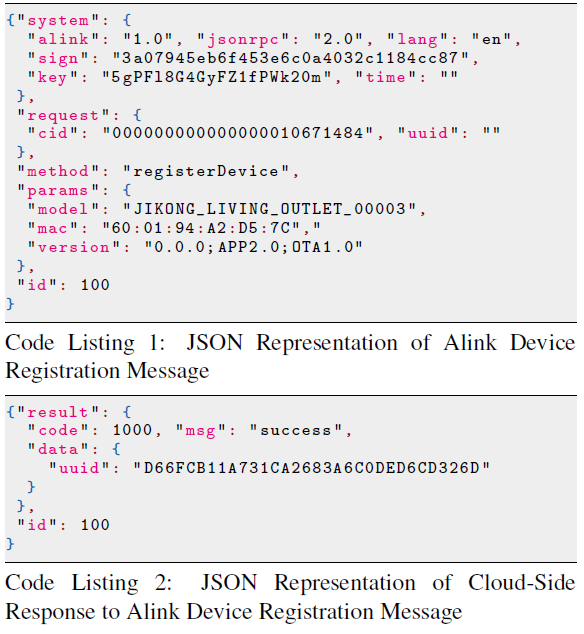 {"system": {
"alink": "1.0", "jsonrpc": "2.0", "lang": "en",
"sign": "3a07945eb6f453e6c0a4032c1184cc87",
"key": "5gPFl8G4GyFZ1fPWk20m", "time": ""
},
"request": {
"cid": "0000000000000000010671484", "uuid": ""
},
"method": "registerDevice",
"params": {
"model": "JIKONG_LIVING_OUTLET_00003",
"mac": "60:01:94:A2:D5:7C","
"version": "0.0.0;APP2.0;OTA1.0"
},
"id": 100
}
Code Listing 1: JSON Representation of Alink Device
Registration Message
{"result": {
"code": 1000, "msg": "success",
"data": {
"uuid": "D66FCB11A731CA2683A6C0DED6CD326D"
}
},
"id": 100
}
Code Listing 2: JSON Representation of Cloud-Side
Response to Alink Device Registration Message